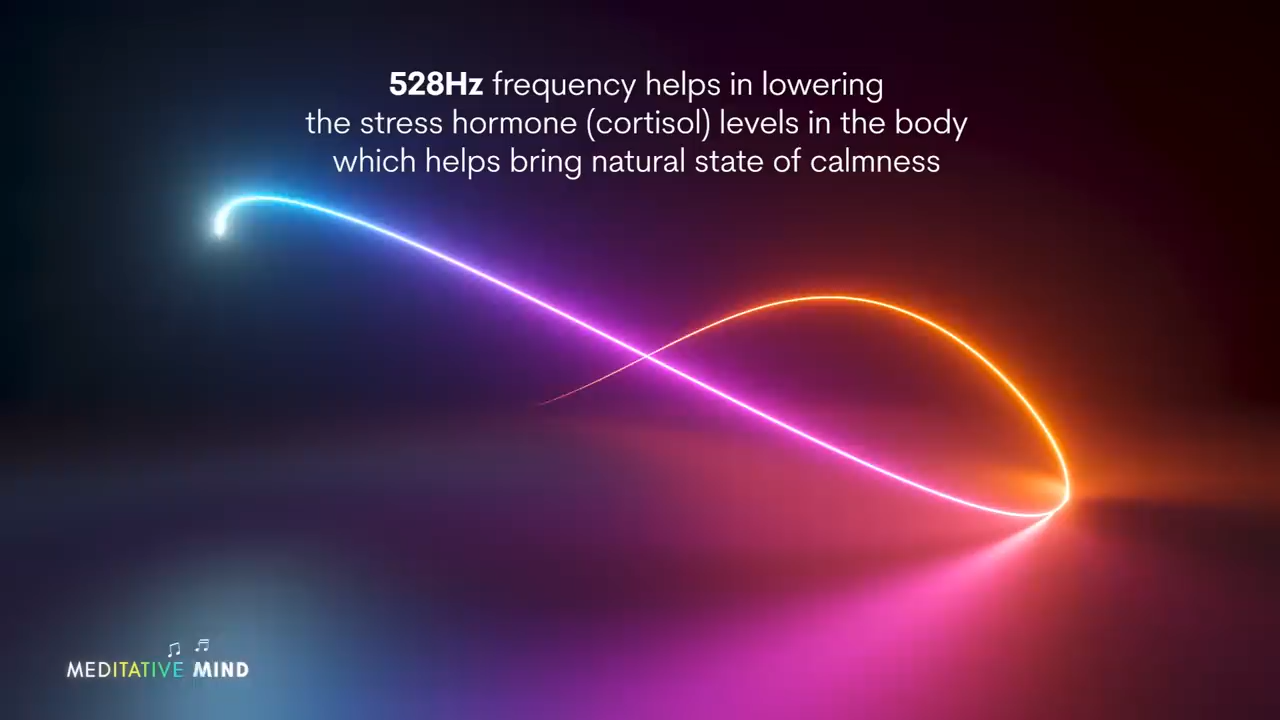 528Hz frequency helps in lowering
the stress hormone (cortisol) levels in the body
which helps bring natural state of calmness
MEDITATIVE MIND